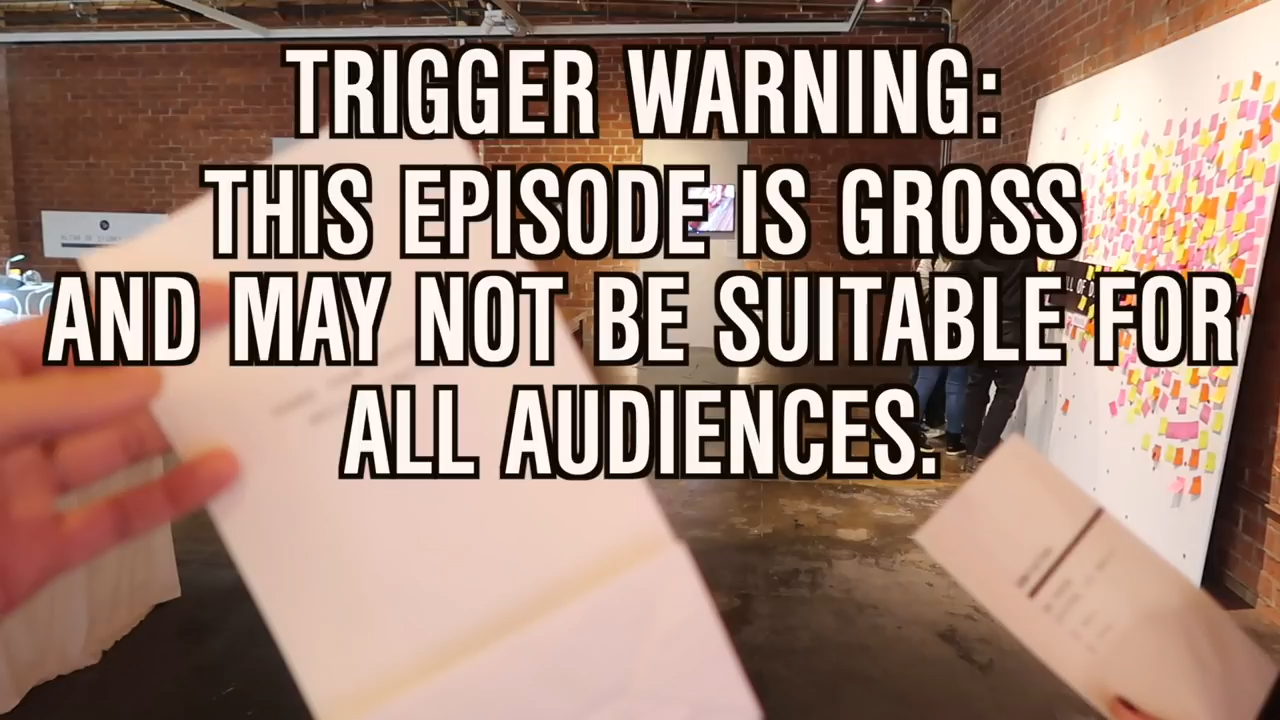 TRIGGER WARNING:
THIS EPISODE IS GROSS
AND MAY NOT BE SUITABLE FOR
ALL AUDIENCES.